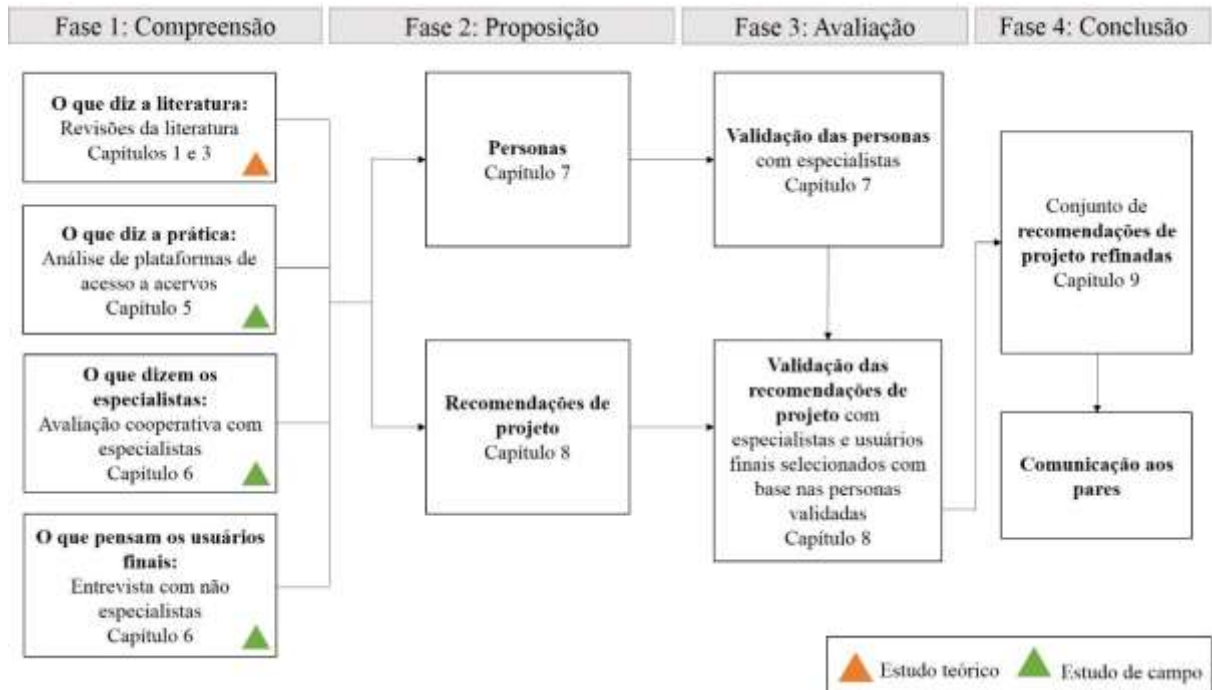 Fase 1: Compreensão
Fase 2: Proposição
Fase 3: Avaliação
Fase 4: Conclusão
O que diz a literatura:
Revisões da literatura
Capítulos 1 e 3
O que diz a prática:
Análise de plataformas de
acesso a acervos
Capítulo 5
O que dizem os
especialistas:
Avaliação cooperativa com
especialistas
Capítulo 6
O que pensam os usuários
finais:
Entrevista com não
especialistas
Capítulo 6
Personas
Capítulo 7
Recomendações de
projeto
Capítulo 8
Validação das personas
com especialistas
Capítulo 7
Validação das
recomendações de
projeto com
especialistas e usuários
finais selecionados com
base nas personas
validadas
Capítulo 8
Conjunto de
recomendações de
projeto refinadas
Capítulo 9
Comunicação aos
pares
Estudo teórico
Estudo de campo